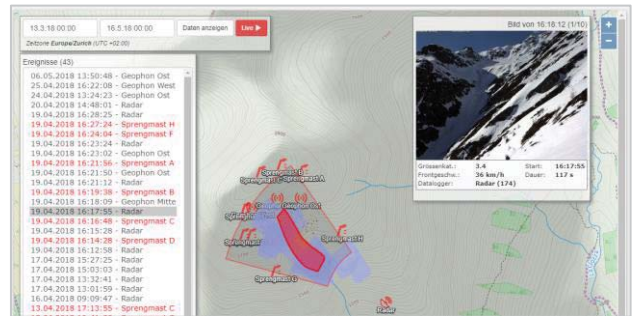 13.3.18 00:00
16.5.18 00:00
Daten anzeigen
Live
Zeitzone Europe/Zurich (UTC +02:00)
Ereignisse (43)
06.05.2018 13:50:48 - Geophon Ost
25.04.2018 16:22:08 - Geophon West
24.04.2018 13:24:23 - Geophon Ost
20.04.2018 14:48:01 - Radar
19.04.2018 16:28:25 - Radar
19.04.2018 16:27:24 - Sprengmast H
19.04.2018 16:24:04 - Sprengmast F
19.04.2018 16:23:24 - Radar
19.04.2018 16:23:02 - Geophon Ost
19.04.2018 16:21:56 - Sprengmast A
19.04.2018 16:21:50 - Geophon Ost
19.04.2018 16:21:12 - Radar
19.04.2018 16:19:38 - Sprengmast B
19.04.2018 16:18:09 - Geophon Mitte
19.04.2018 16:17:55 - Radar
19.04.2018 16:16:48 - Sprengmast C
19.04.2018 16:15:28 - Radar
19.04.2018 16:14:28 - Sprengmast D
19.04.2018 16:12:58 - Radar
17.04.2018 15:27:25 - Radar
17.04.2018 15:03:03 - Radar
17.04.2018 13:32:41 - Radar
17.04.2018 13:01:59 - Radar
16.04.2018 09:09:47 - Radar
13.04.2018 17:13:55 - Sprengmast C
Bild von 16:18:12 (1/10)
+
−
Grössenkat.: 3.4 Start: 16:17:55
Frontgeschw.: 36 km/h Dauer: 117 s
Datalogger: Radar (174)
Sprengmast B
Sprengmast A
Geophon Ost
Sprengmast H
Sprengmast G
Radar